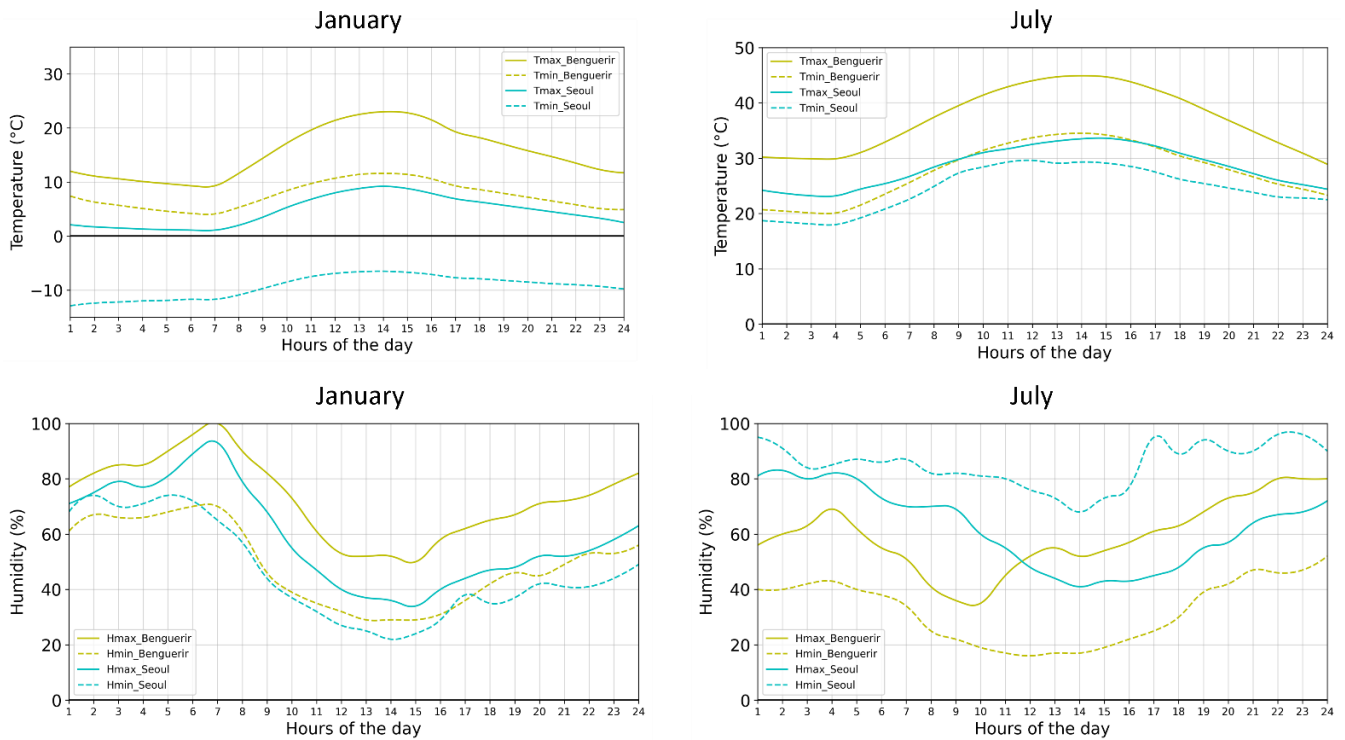 January
Temperature (°C)
30
20
10
0
−10
Tmax_Benguerir
Tmin_Benguerir
Tmax_Seoul
Tmin_Seoul
1 2 3 4 5 6 7 8 9 10 11 12 13 14 15 16 17 18 19 20 21 22 23 24
Hours of the day
July
Temperature (°C)
50
40
30
20
10
0
Tmax_Benguerir
Tmin_Benguerir
Tmax_Seoul
Tmin_Seoul
1 2 3 4 5 6 7 8 9 10 11 12 13 14 15 16 17 18 19 20 21 22 23 24
Hours of the day
January
Humidity (%)
100
80
60
40
20
0
Hmax_Benguerir
Hmin_Benguerir
Hmax_Seoul
Hmin_Seoul
1 2 3 4 5 6 7 8 9 10 11 12 13 14 15 16 17 18 19 20 21 22 23 24
Hours of the day
July
Humidity (%)
100
80
60
40
20
0
Hmax_Benguerir
Hmin_Benguerir
Hmax_Seoul
Hmin_Seoul
1 2 3 4 5 6 7 8 9 10 11 12 13 14 15 16 17 18 19 20 21 22 23 24
Hours of the day